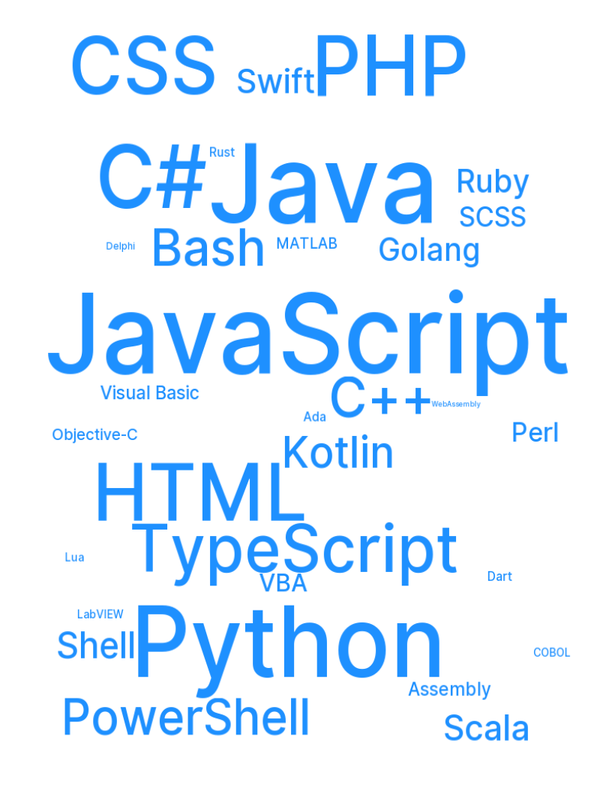 CSS
Swift
PHP
C#
Rust
Java
Ruby
SCSS
Delphi
Bash
MATLAB
Golang
JavaScript
Visual Basic
C++
WebAssembly
Ada
Objective-C
Perl
Kotlin
HTML
TypeScript
Lua
VBA
Dart
LabVIEW
Python
Shell
COBOL
Assembly
PowerShell
Scala